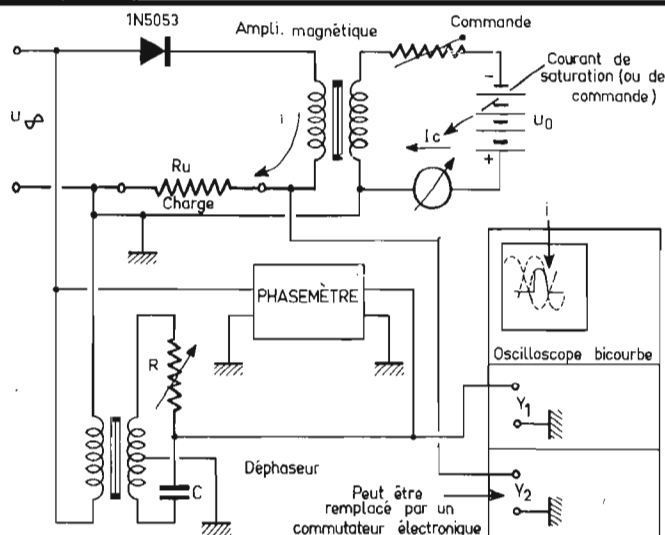 1N5053
Ampli. magnétique
Commande
Courant de
saturation (ou de
commande)
-
U
i
Ic
U0
+
Ru
Charge
i
PHASEMÈTRE
Oscilloscope bicourbe
R
Y1
Déphaseur
C
Y2
Peut être
remplacé par un
commutateur électronique